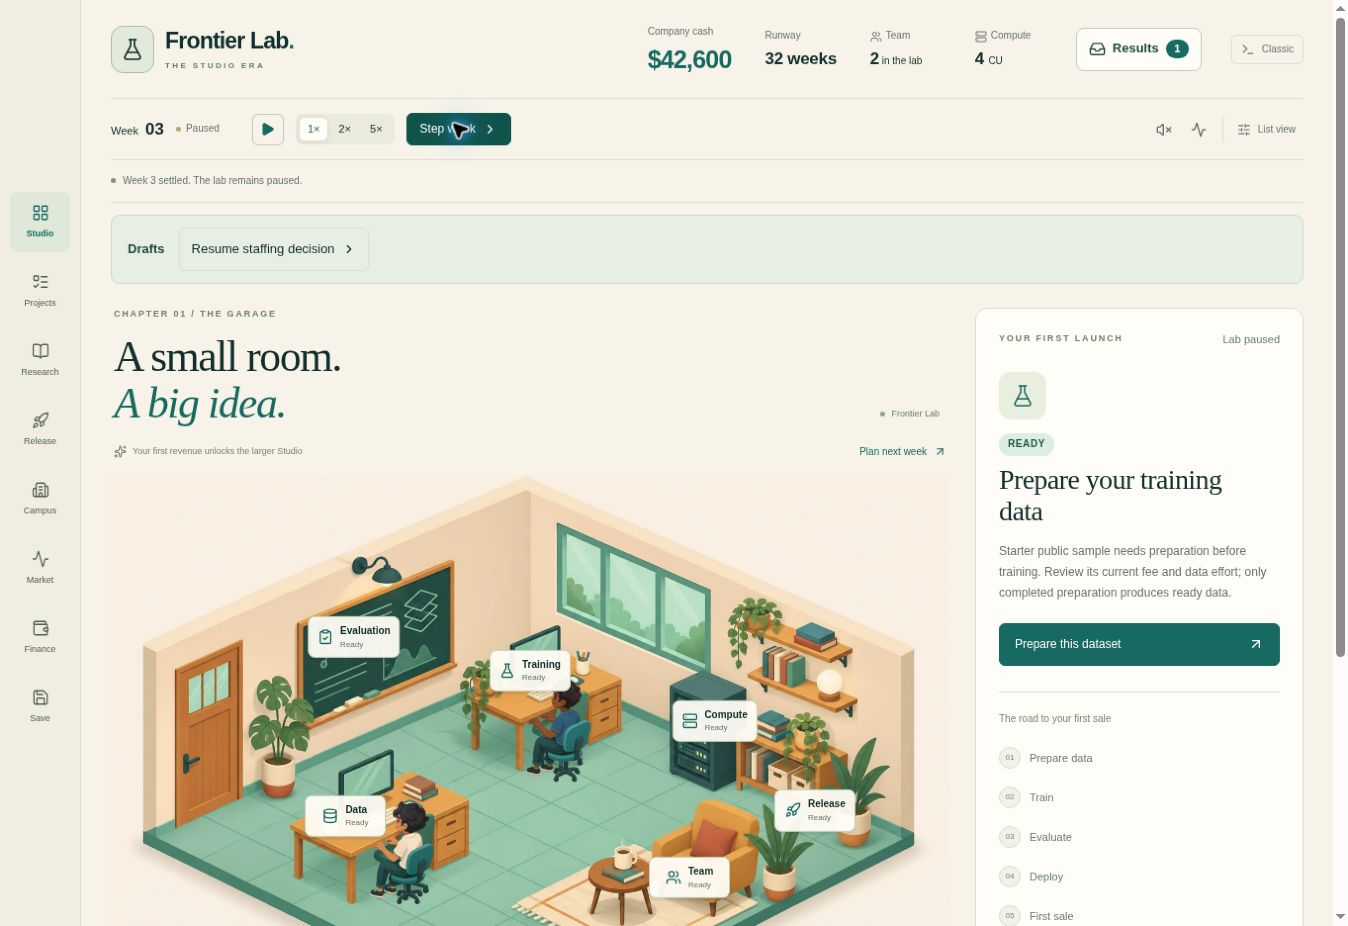 Frontier Lab.
THE STUDIO ERA
Company cash
$42,600
Runway
32 weeks
Team
2 in the lab
Compute
4 CU
Results 1
Classic
Week 03
Paused
1×
2×
5×
Step week
List view
Week 3 settled. The lab remains paused.
Drafts
Resume staffing decision
Studio
Projects
Research
Release
Campus
Market
Finance
Save
CHAPTER 01 / THE GARAGE
A small room.
A big idea.
Frontier Lab
Your first revenue unlocks the larger Studio
Plan next week
Evaluation
Ready
Training
Ready
Compute
Ready
Data
Ready
Release
Ready
Team
Ready
YOUR FIRST LAUNCH
Lab paused
READY
Prepare your training
data
Starter public sample needs preparation before
training. Review its current fee and data effort; only
completed preparation produces ready data.
Prepare this dataset
The road to your first sale
01 Prepare data
02 Train
03 Evaluate
04 Deploy
05 First sale